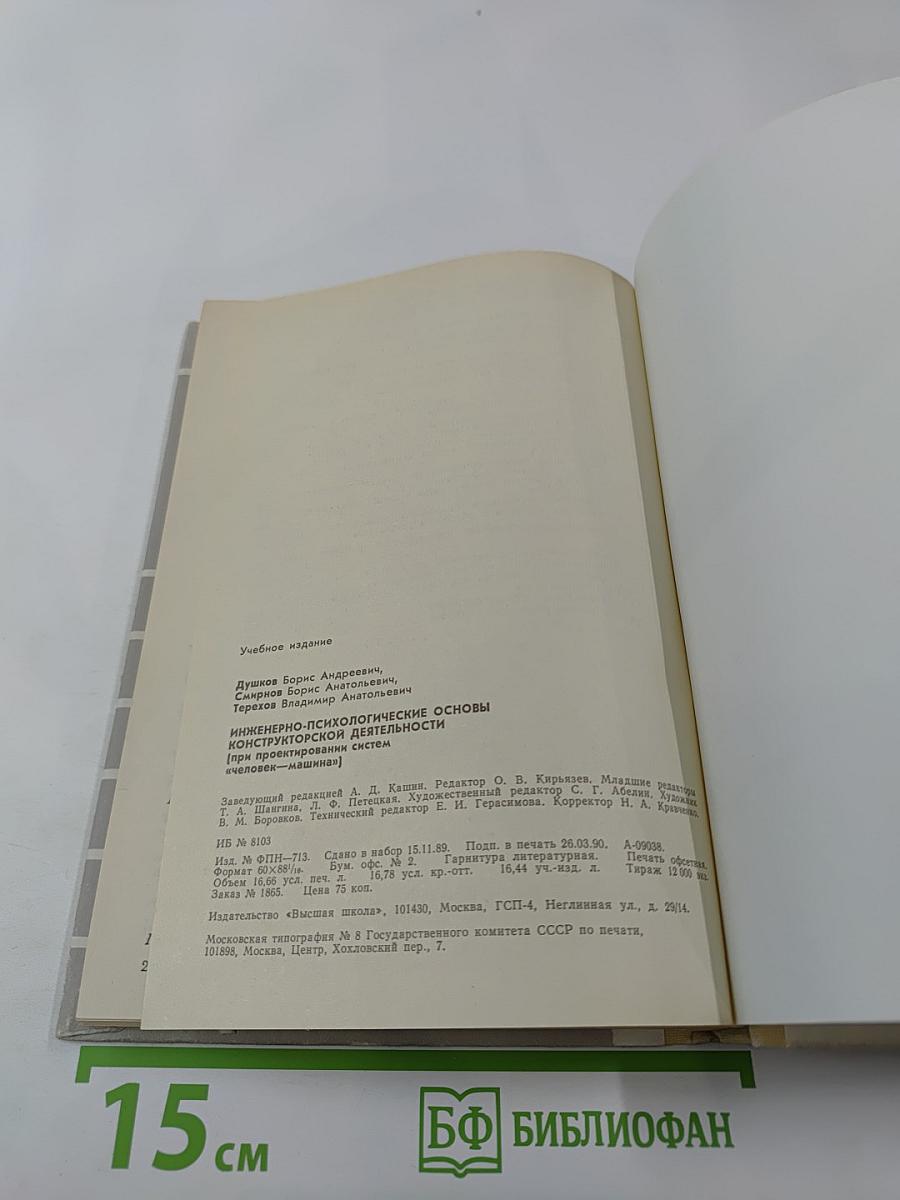 Учебное издание
Душков Борис Андреевич,
Смирнов Борис Анатольевич,
Терехов Владимир Анатольевич
ИНЖЕНЕРНО-ПСИХОЛОГИЧЕСКИЕ ОСНОВЫ
КОНСТРУКТОРСКОЙ ДЕЯТЕЛЬНОСТИ
(при проектировании систем
«человек—машина»)
Заведующий редакцией А. Д. Кашин. Редактор О. В. Кирьязев. Младшие редакторы
Т. А. Шангина, Л. Ф. Петецкая. Художественный редактор С. Г. Абелин. Художник
В. М. Боровков. Технический редактор Е. И. Герасимова. Корректор Н. А. Кравченко.
ИБ № 8103
Изд. № ФПН—713. Сдано в набор 15.11.89. Подп. в печать 26.03.90. А-09038.
Формат 60×88¹/₁₆. Бум. офс. № 2. Гарнитура литературная. Печать офсетная.
Объем 16,66 усл. печ. л. 16,78 усл. кр.-отт. 16,44 уч.-изд. л. Тираж 12 000 экз.
Заказ № 1865. Цена 75 коп.
Издательство «Высшая школа», 101430, Москва, ГСП-4, Неглинная ул., д. 29/14.
Московская типография № 8 Государственного комитета СССР по печати,
101898, Москва, Центр, Хохловский пер., 7.
2
15 см
БФ БИБЛИОФАН